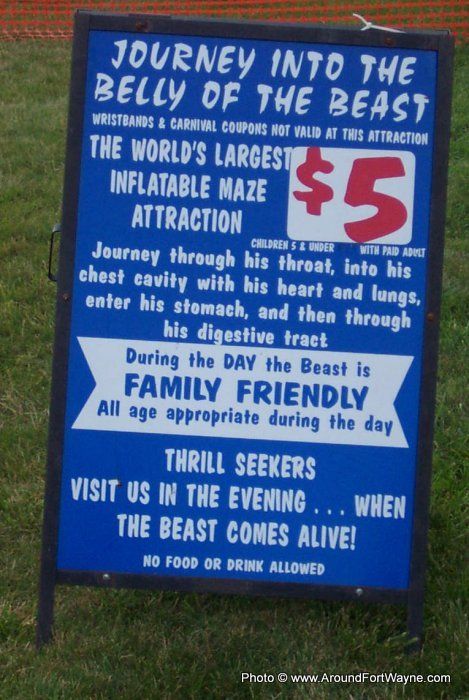 JOURNEY INTO THE
BELLY OF THE BEAST
WRISTBANDS & CARNIVAL COUPONS NOT VALID AT THIS ATTRACTION
THE WORLD'S LARGEST
INFLATABLE MAZE
ATTRACTION
$5
CHILDREN 5 & UNDER WITH PAID ADULT
Journey through his throat, into his
chest cavity with his heart and lungs,
enter his stomach, and then through
his digestive tract.
During the DAY the Beast is
FAMILY FRIENDLY
All age appropriate during the day
THRILL SEEKERS
VISIT US IN THE EVENING . . . WHEN
THE BEAST COMES ALIVE!
NO FOOD OR DRINK ALLOWED
Photo © www.AroundFortWayne.com